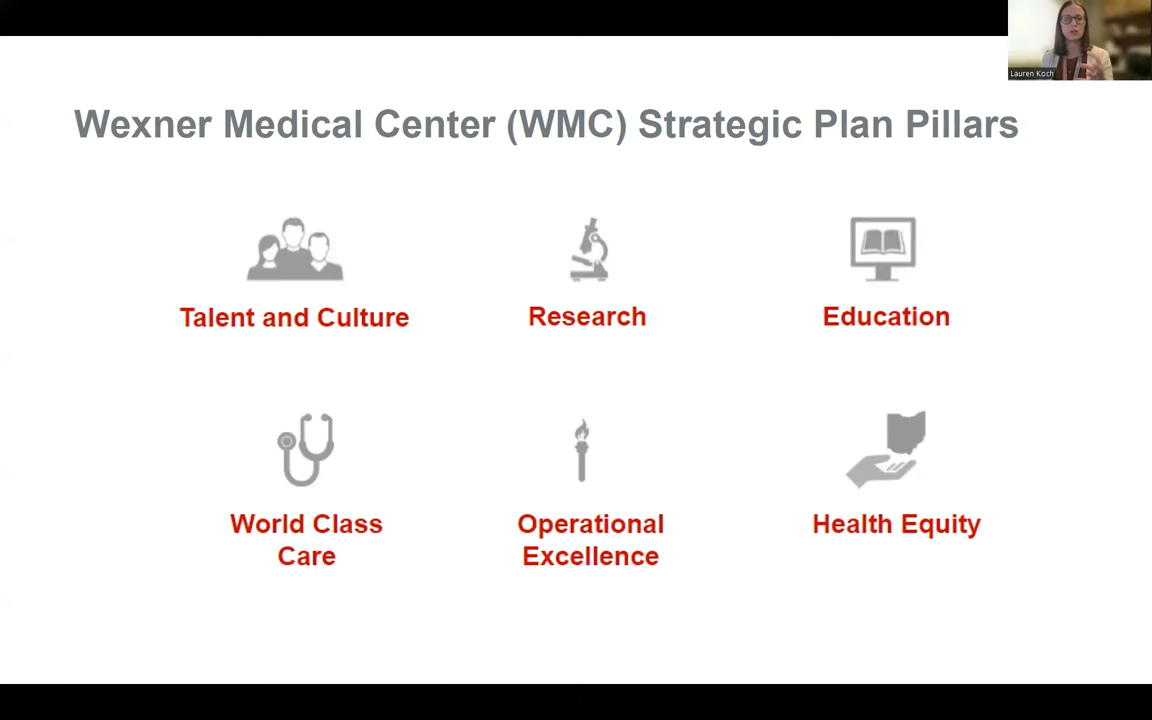 Lauren Koch
Wexner Medical Center (WMC) Strategic Plan Pillars
Talent and Culture
Research
Education
World Class
Care
Operational
Excellence
Health Equity